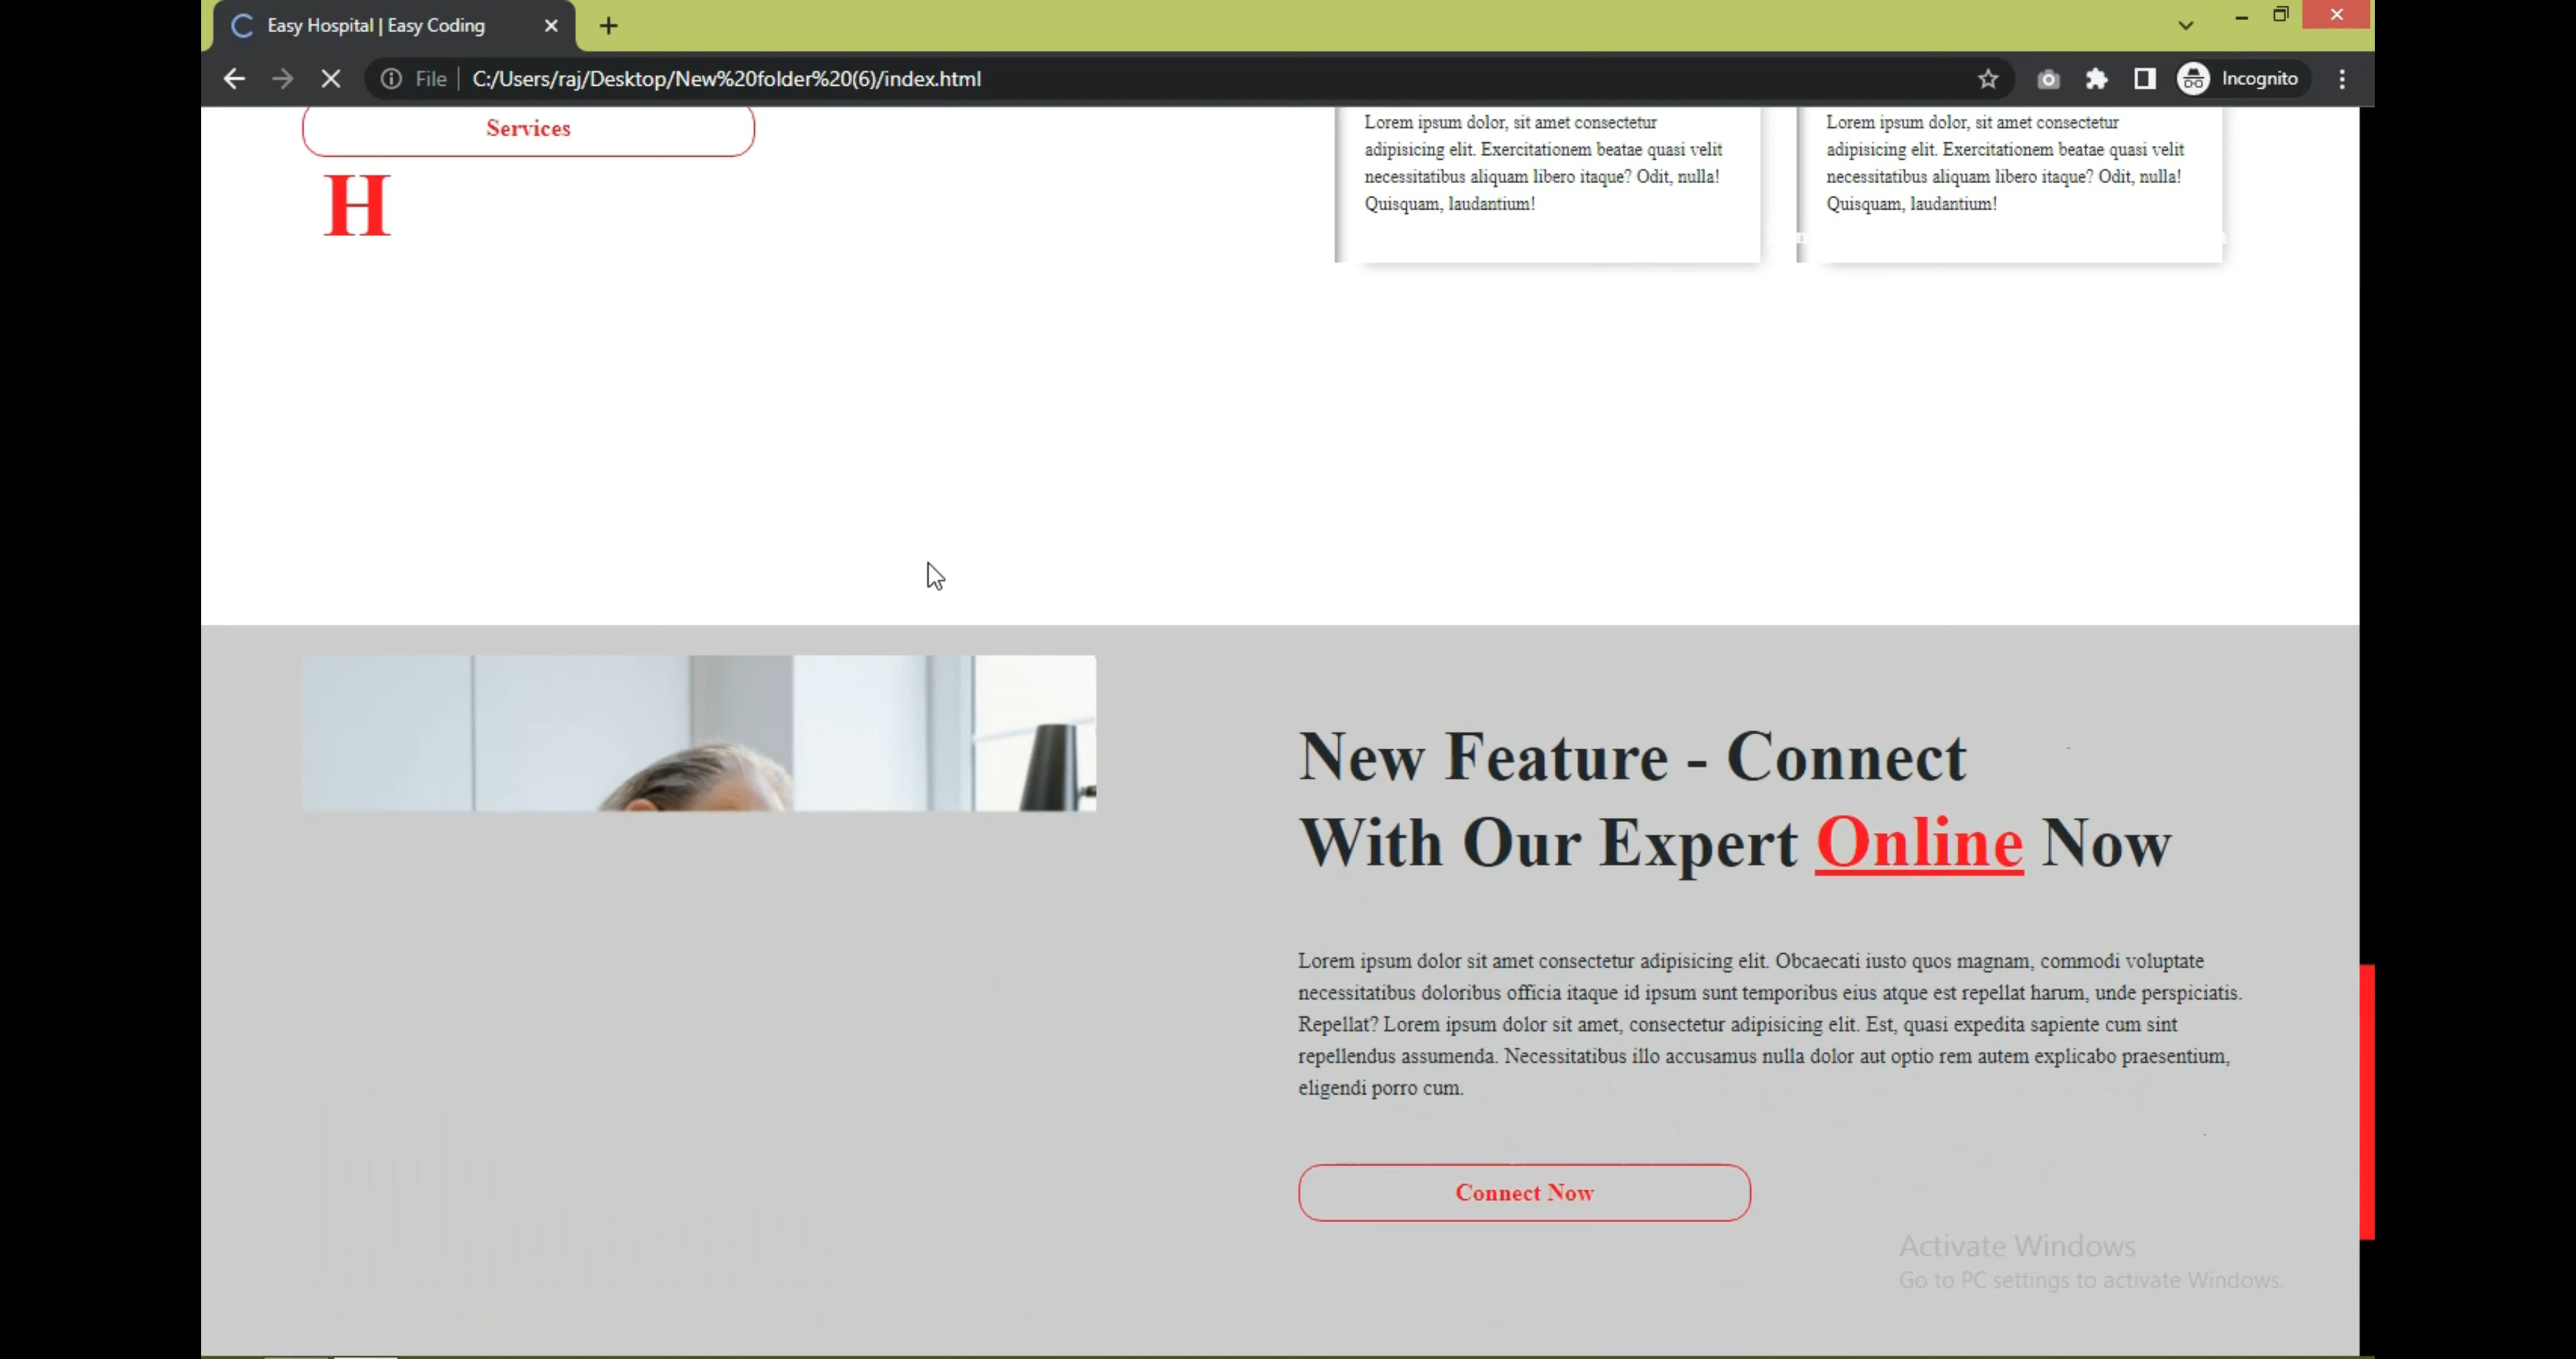 Easy Hospital | Easy Coding
File C:/Users/raj/Desktop/New%20folder%20(6)/index.html
Incognito
Services
H
Lorem ipsum dolor, sit amet consectetur
adipisicing elit. Exercitationem beatae quasi velit
necessitatibus aliquam libero itaque? Odit, nulla!
Quisquam, laudantium!
Lorem ipsum dolor, sit amet consectetur
adipisicing elit. Exercitationem beatae quasi velit
necessitatibus aliquam libero itaque? Odit, nulla!
Quisquam, laudantium!
New Feature - Connect
With Our Expert Online Now
Lorem ipsum dolor sit amet consectetur adipisicing elit. Obcaecati iusto quos magnam, commodi voluptate
necessitatibus doloribus officia itaque id ipsum sunt temporibus eius atque est repellat harum, unde perspiciatis.
Repellat? Lorem ipsum dolor sit amet, consectetur adipisicing elit. Est, quasi expedita sapiente cum sint
repellendus assumenda. Necessitatibus illo accusamus nulla dolor aut optio rem autem explicabo praesentium,
eligendi porro cum.
Connect Now
Activate Windows
Go to PC settings to activate Windows.